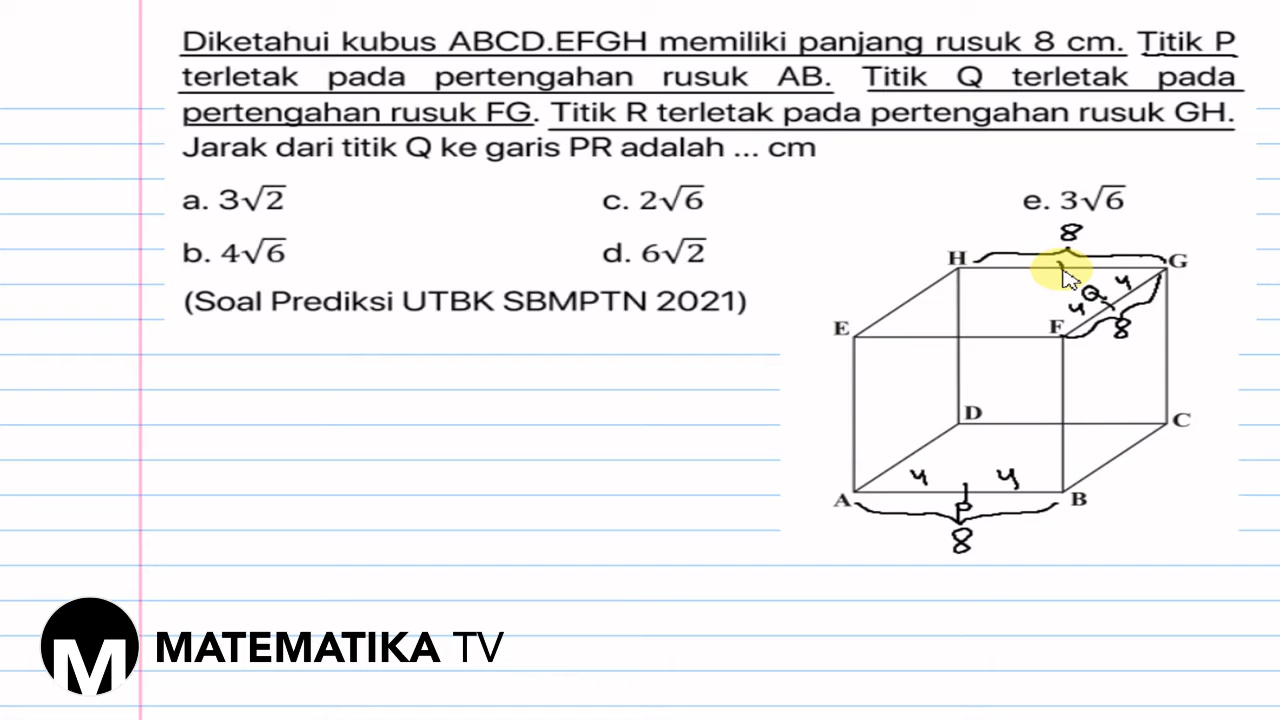 Diketahui kubus ABCD.EFGH memiliki panjang rusuk 8 cm. Titik P
terletak pada pertengahan rusuk AB. Titik Q terletak pada
pertengahan rusuk FG. Titik R terletak pada pertengahan rusuk GH.
Jarak dari titik Q ke garis PR adalah ... cm
a. 3√2 c. 2√6 e. 3√6
b. 4√6 d. 6√2
(Soal Prediksi UTBK SBMPTN 2021)
8
H G
4
Q
4
E F 8
D C
4 4
A P B
8
M MATEMATIKA TV